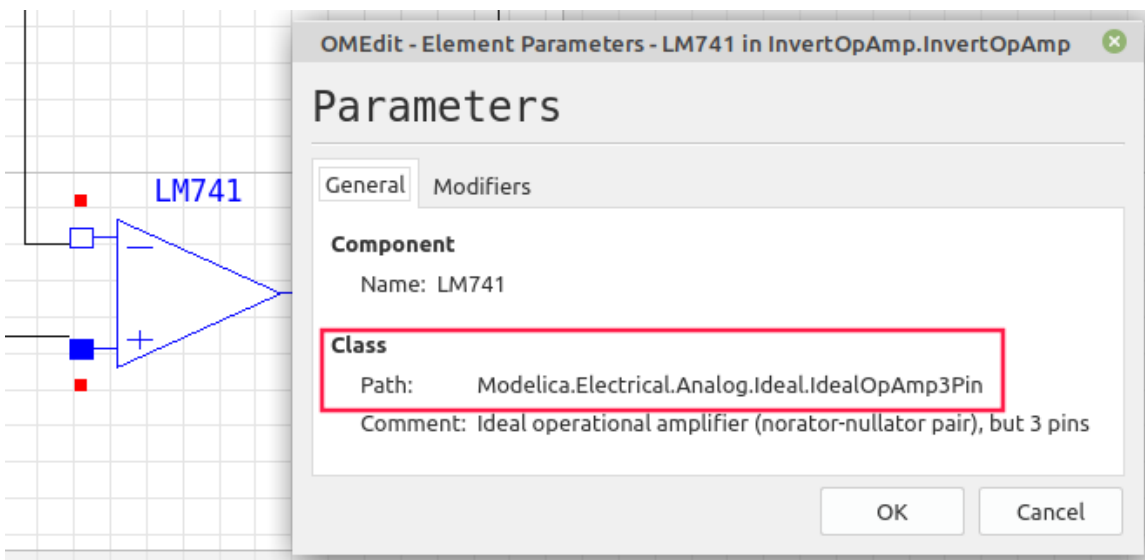 OMEdit - Element Parameters - LM741 in InvertOpAmp.InvertOpAmp
Parameters
LM741
General Modifiers
Component
Name: LM741
Class
Path: Modelica.Electrical.Analog.Ideal.IdealOpAmp3Pin
Comment: Ideal operational amplifier (norator-nullator pair), but 3 pins
OK Cancel